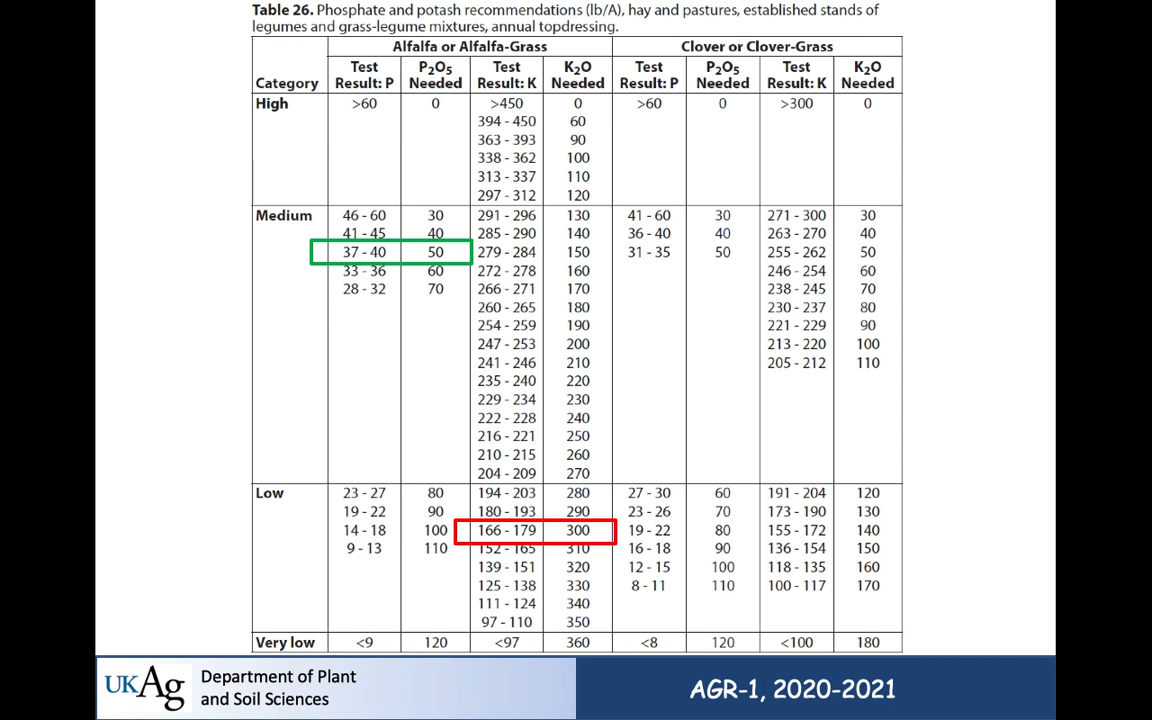 Table 26. Phosphate and potash recommendations (lb/A), hay and pastures, established stands of
legumes and grass-legume mixtures, annual topdressing.
Alfalfa or Alfalfa-Grass Clover or Clover-Grass
Test P₂O₅ Test K₂O Test P₂O₅ Test K₂O
Category Result: P Needed Result: K Needed Result: P Needed Result: K Needed
High >60 0 >450 0 >60 0 >300 0
394 - 450 60
363 - 393 90
338 - 362 100
313 - 337 110
297 - 312 120
Medium 46 - 60 30 291 - 296 130 41 - 60 30 271 - 300 30
41 - 45 40 285 - 290 140 36 - 40 40 263 - 270 40
37 - 40 50 279 - 284 150 31 - 35 50 255 - 262 50
33 - 36 60 272 - 278 160 246 - 254 60
28 - 32 70 266 - 271 170 238 - 245 70
260 - 265 180 230 - 237 80
254 - 259 190 221 - 229 90
247 - 253 200 213 - 220 100
241 - 246 210 205 - 212 110
235 - 240 220
229 - 234 230
222 - 228 240
216 - 221 250
210 - 215 260
204 - 209 270
Low 23 - 27 80 194 - 203 280 27 - 30 60 191 - 204 120
19 - 22 90 180 - 193 290 23 - 26 70 173 - 190 130
14 - 18 100 166 - 179 300 19 - 22 80 155 - 172 140
9 - 13 110 152 - 165 310 16 - 18 90 136 - 154 150
139 - 151 320 12 - 15 100 118 - 135 160
125 - 138 330 8 - 11 110 100 - 117 170
111 - 124 340
97 - 110 350
Very low <9 120 <97 360 <8 120 <100 180
UKAg
Department of Plant
and Soil Sciences
AGR-1, 2020-2021